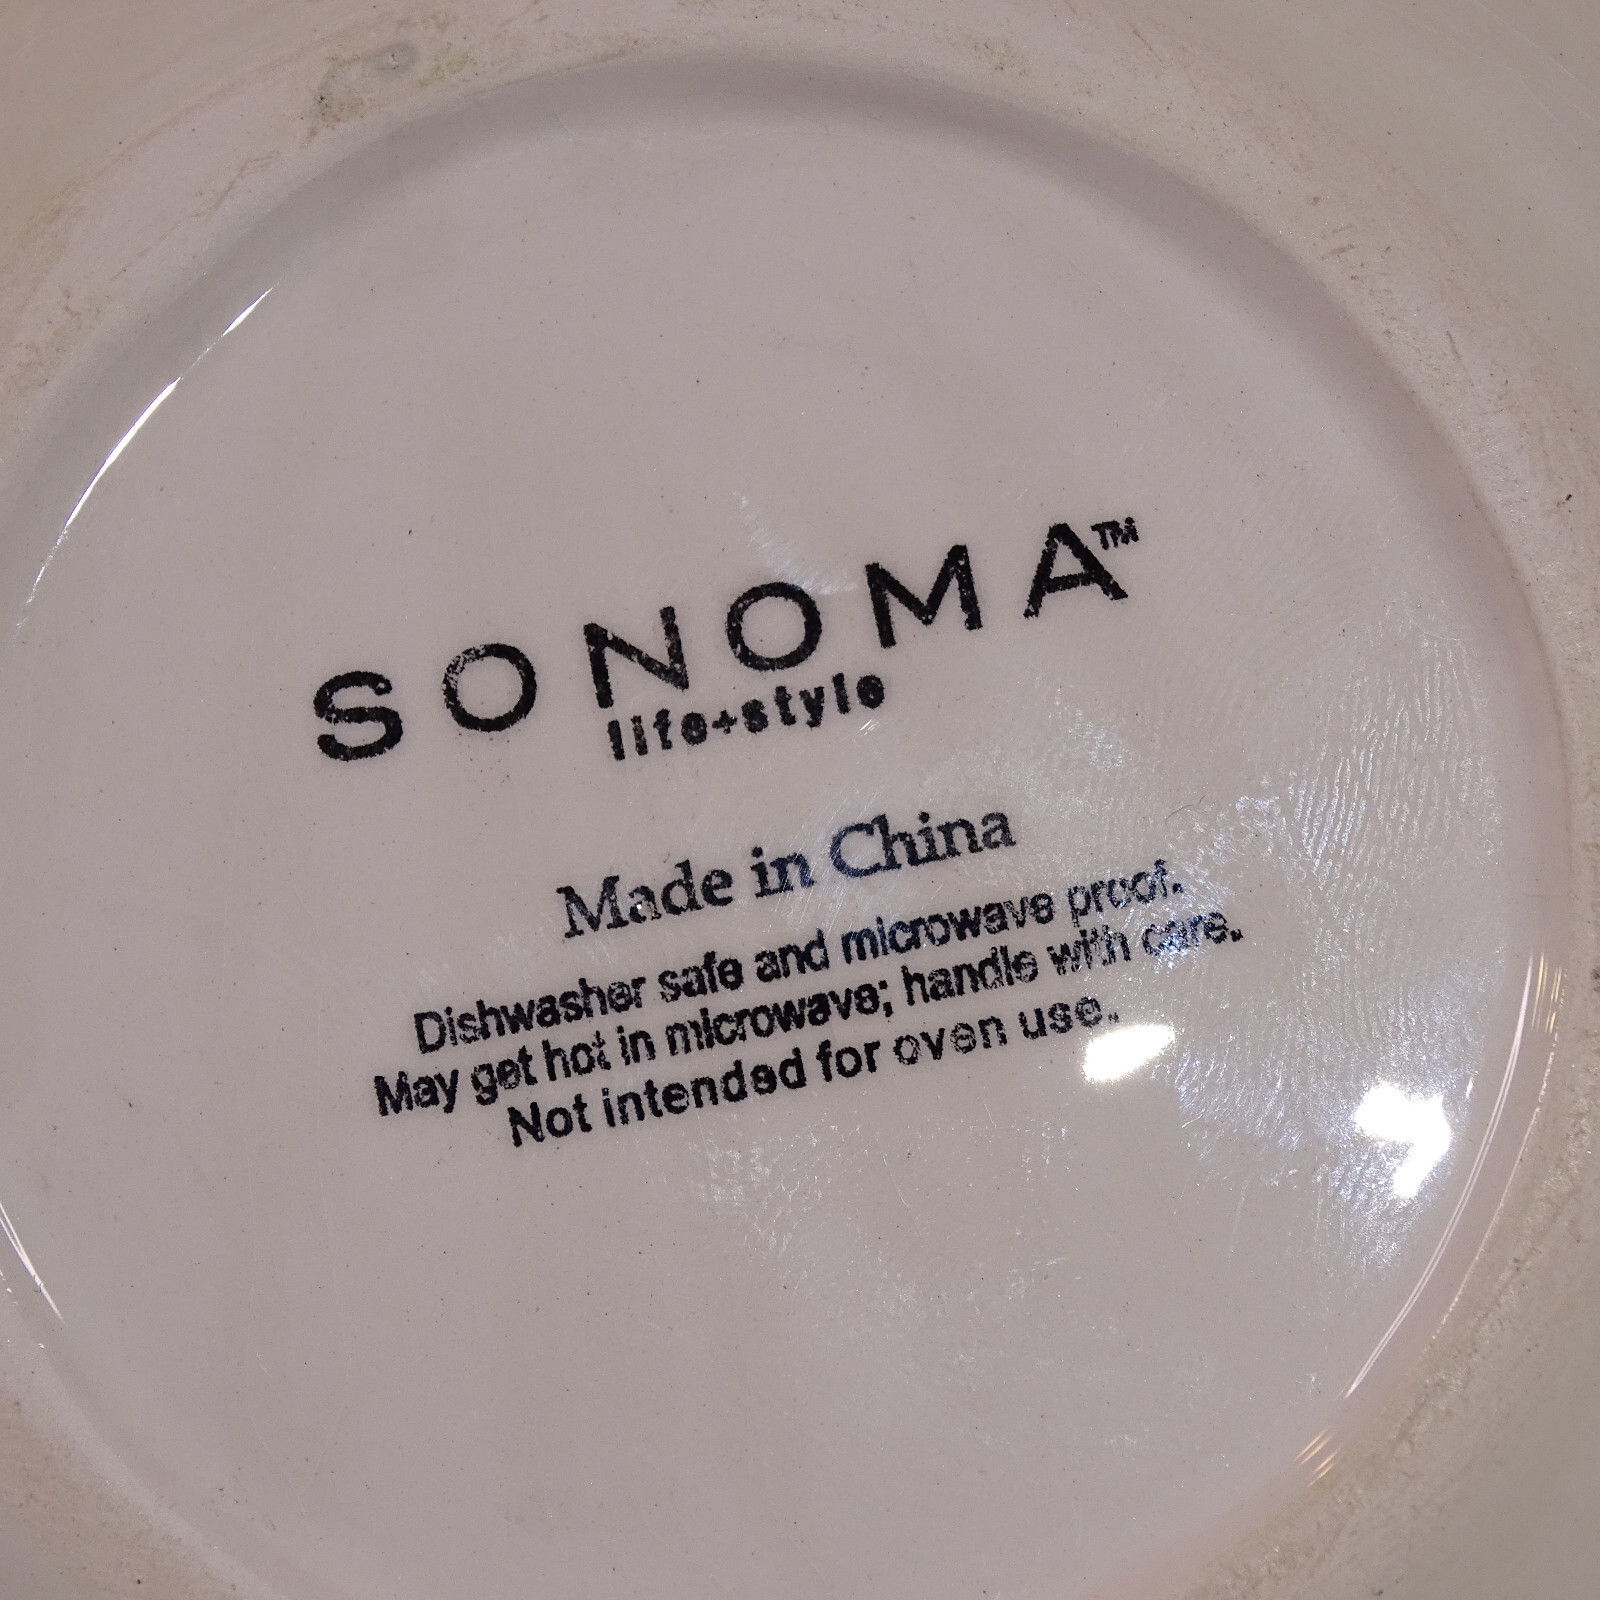 SONOMA™
life+style
Made in China
Dishwasher safe and microwave proof.
May get hot in microwave; handle with care.
Not intended for oven use.